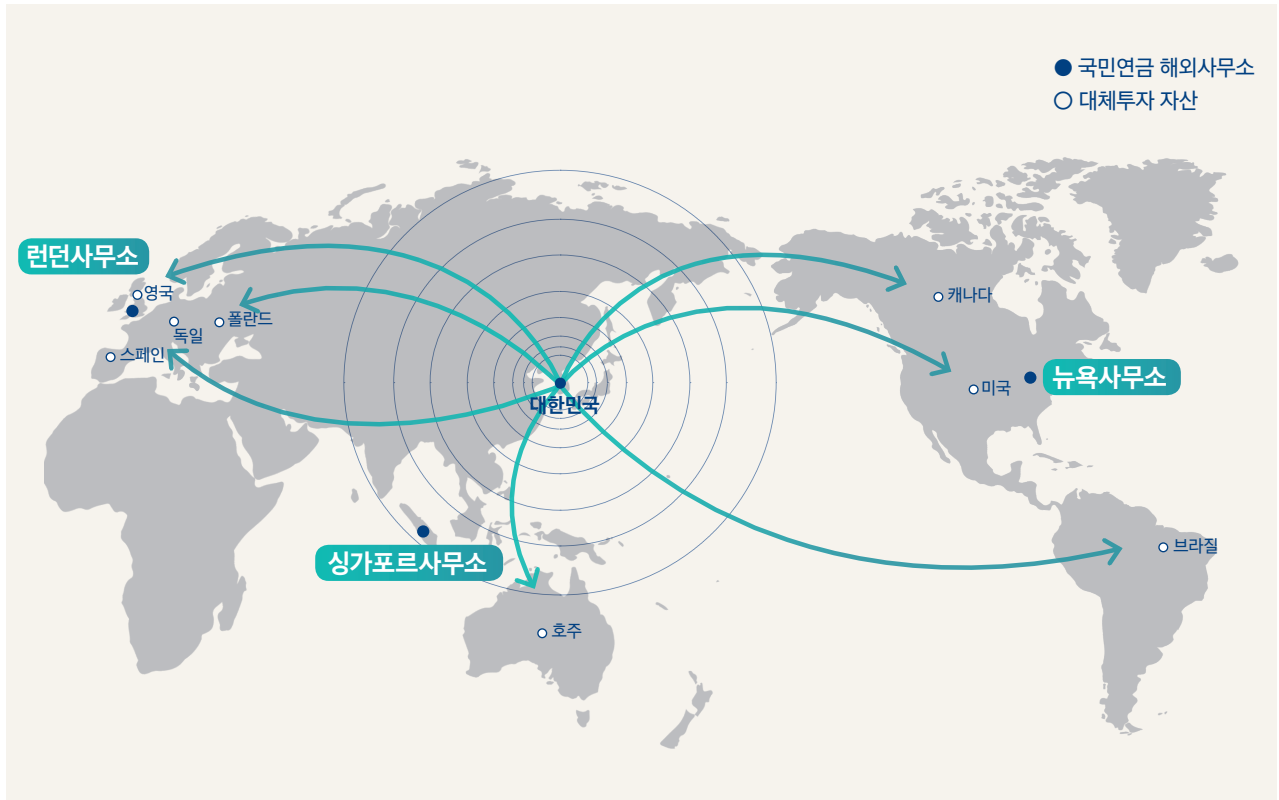 국민연금 해외사무소
대체투자 자산
런던사무소
영국
폴란드
독일
스페인
캐나다
뉴욕사무소
미국
대한민국
싱가포르사무소
브라질
호주